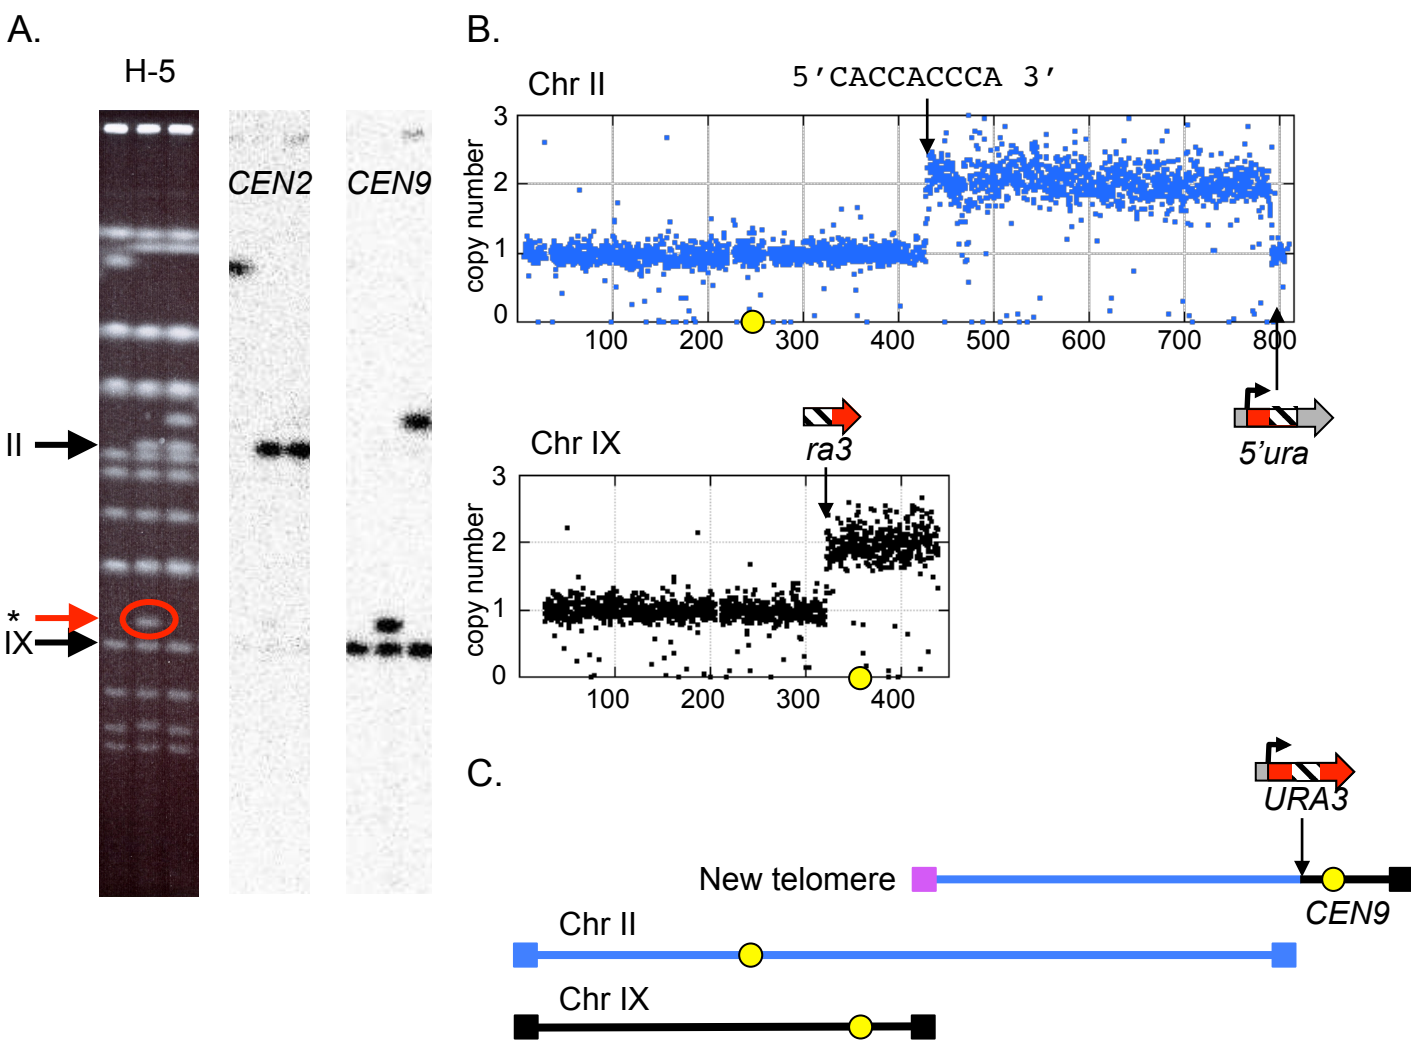 A.
H-5
CEN2
CEN9
II
*
IX
B.
Chr II
5'CACCACCCA 3'
copy number
3
2
1
0
100 200 300 400 500 600 700 800
5'ura
ra3
Chr IX
copy number
3
2
1
0
100 200 300 400
C.
URA3
New telomere
CEN9
Chr II
Chr IX